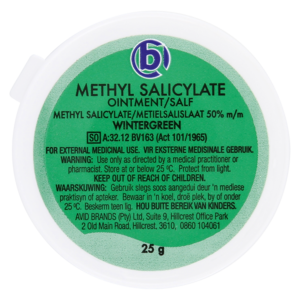 b
METHYL SALICYLATE
OINTMENT/SALF
METHYL SALICYLATE/METIELSALISLAAT 50% m/m
WINTERGREEN
S0 A:32.12 BV163 (Act 101/1965)
FOR EXTERNAL MEDICINAL USE. VIR EKSTERNE MEDISINALE GEBRUIK.
WARNING: Use only as directed by a medical practitioner or
pharmacist. Store at or below 25 °C. Protect from light.
KEEP OUT OF REACH OF CHILDREN.
WAARSKUWING: Gebruik slegs soos aangedui deur 'n mediese
praktisyn of apteker. Bewaar in 'n koel, droë plek, by of onder
25 °C. Beskerm teen lig. HOU BUITE BEREIK VAN KINDERS.
AVID BRANDS (Pty) Ltd, Suite 9, Hillcrest Office Park
2 Old Main Road, Hillcrest, 3610, 0860 104061
25 g